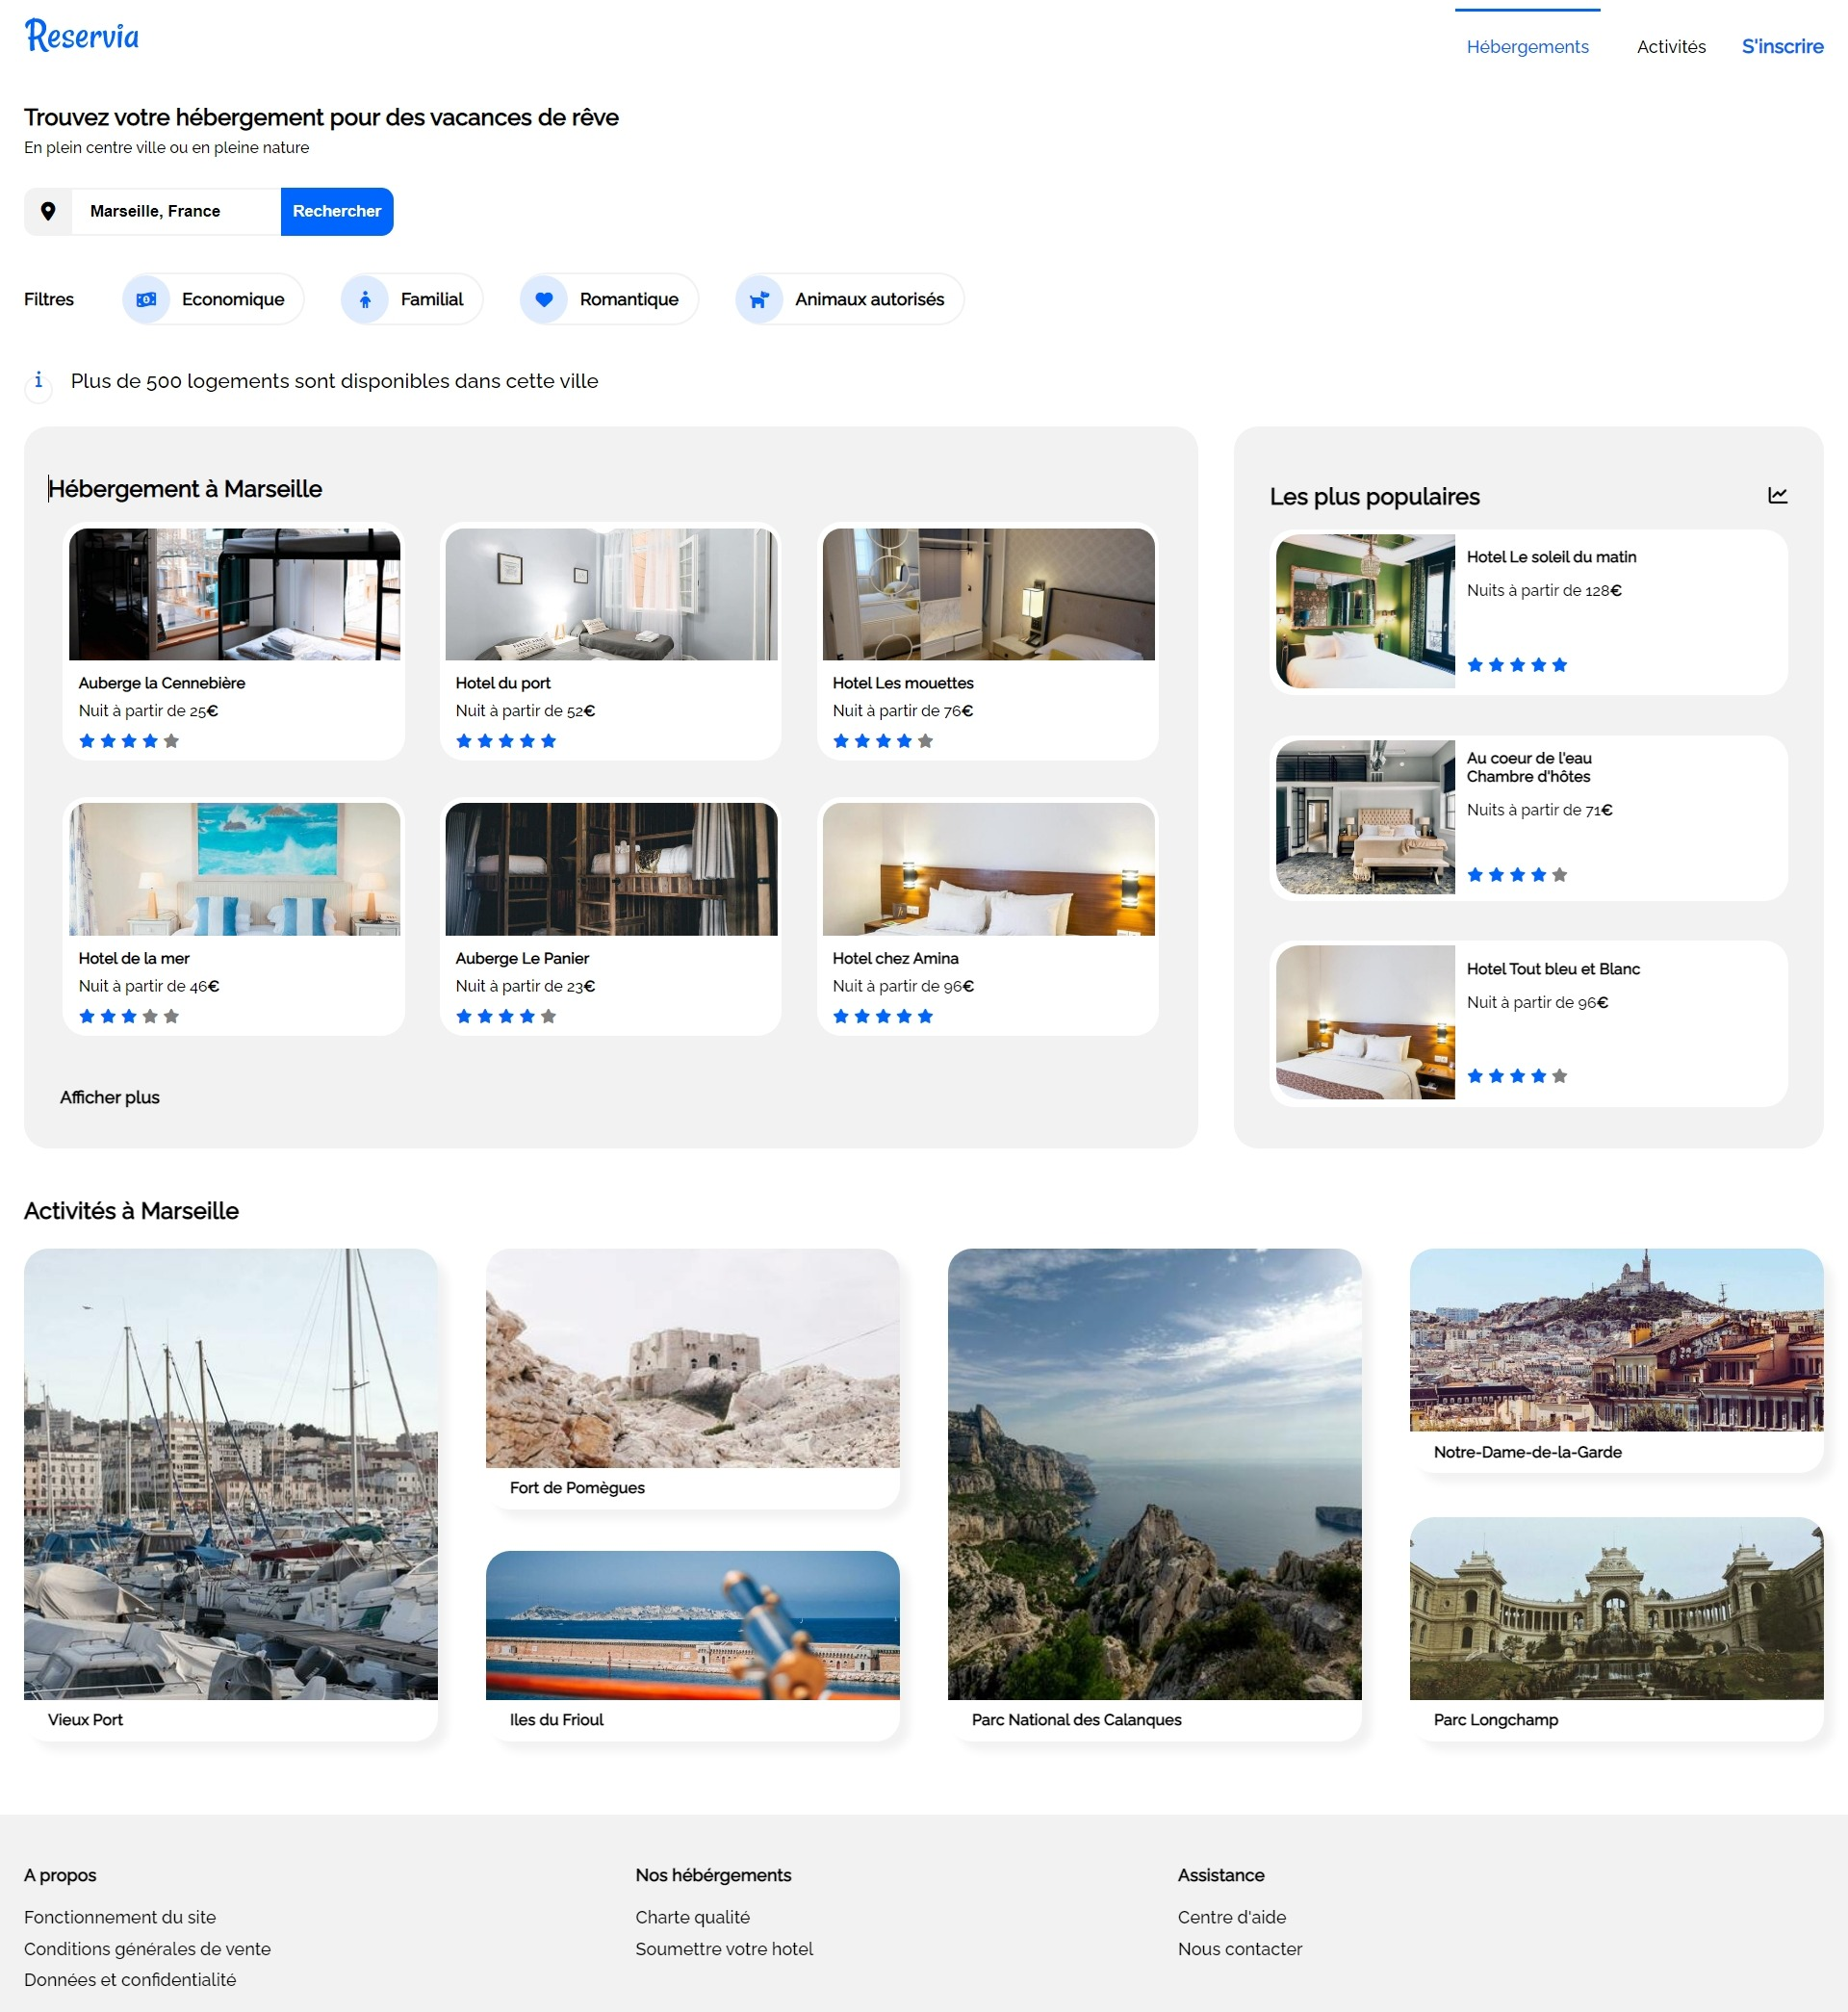 Reservia
Hébergements
Activités
S'inscrire
Trouvez votre hébergement pour des vacances de rêve
En plein centre ville ou en pleine nature
Marseille, France
Rechercher
Filtres
Economique
Familial
Romantique
Animaux autorisés
Plus de 500 logements sont disponibles dans cette ville
Hébergement à Marseille
Auberge la Cennebière
Nuit à partir de 25€
Hotel du port
Nuit à partir de 52€
Hotel Les mouettes
Nuit à partir de 76€
Hotel de la mer
Nuit à partir de 46€
Auberge Le Panier
Nuit à partir de 23€
Hotel chez Amina
Nuit à partir de 96€
Afficher plus
Les plus populaires
Hotel Le soleil du matin
Nuits à partir de 128€
Au coeur de l'eau
Chambre d'hôtes
Nuits à partir de 71€
Hotel Tout bleu et Blanc
Nuit à partir de 96€
Activités à Marseille
Vieux Port
Fort de Pomègues
Iles du Frioul
Parc National des Calanques
Notre-Dame-de-la-Garde
Parc Longchamp
A propos
Fonctionnement du site
Conditions générales de vente
Données et confidentialité
Nos hébérgements
Charte qualité
Soumettre votre hotel
Assistance
Centre d'aide
Nous contacter